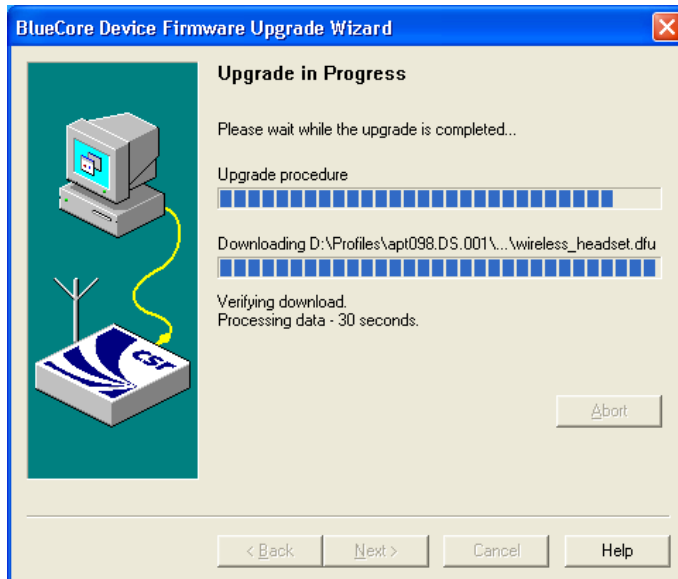 BlueCore Device Firmware Upgrade Wizard
Upgrade in Progress
Please wait while the upgrade is completed...
Upgrade procedure
Downloading D:\Profiles\apt098.DS.001\...\wireless_headset.dfu
Verifying download.
Processing data - 30 seconds.
csr
Abort
< Back
Next >
Cancel
Help